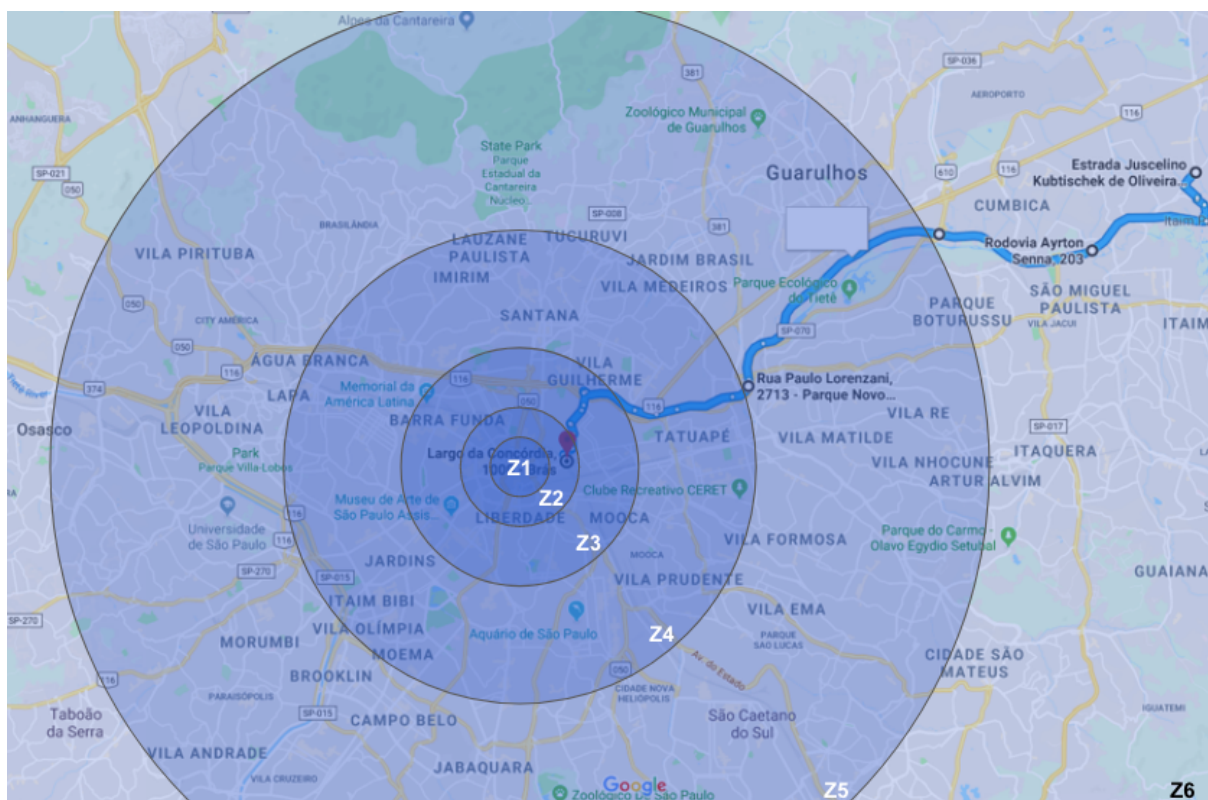 Alpes da Cantareira
381
SP-036
AEROPORTO
ANHANGUERA
Zoológico Municipal
de Guarulhos
116
State Park
Parque
Estadual da
Cantareira
Núcleo...
SP-021
050
Guarulhos
610
116
Estrada Juscelino
Kubtischek de Oliveira...
CUMBICA
BRASILÂNDIA
SP-008
TUCURUVI
381
LAUZANE
PAULISTA
VILA PIRITUBA
IMIRIM
JARDIM BRASIL
VILA MEDEIROS
Rodovia Ayrton
Senna, 203
Parque Ecológico
do Tietê
SÃO MIGUEL
PAULISTA
PARQUE
BOTURUSSU
VILA JACUI
ITAIM
050
CITY AMÉRICA
SANTANA
SP-070
050
ÁGUA BRANCA
116
VILA
GUILHERME
116
374
116
LAPA
Memorial da
América Latina
050
Rua Paulo Lorenzani,
2713 - Parque Novo...
116
BARRA FUNDA
VILA
LEOPOLDINA
Osasco
VILA RE
SP-017
TATUAPÉ
VILA MATILDE
ITAQUERA
Park
Parque Villa-Lobos
Largo da Concórdia,
Brás
Z1
VILA NHOCUNE
ARTUR ALVIM
Clube Recreativo CERET
Z2
Museu de Arte de
São Paulo Assis...
LIBERDADE
MOOCA
116
Universidade
de São Paulo
116
Z3
VILA FORMOSA
Parque do Carmo -
Olavo Egydio Setubal
JARDINS
MOOCA
SP-270
SP-015
VILA PRUDENTE
GUAIANA
ITAIM BIBI
SP-270
VILA OLÍMPIA
Aquário de São Paulo
VILA EMA
MORUMBI
Z4
PARQUE
SAO LUCAS
MOEMA
CIDADE SÃO
MATEUS
BROOKLIN
050
Av. do Estado
116
PARAISÓPOLIS
CIDADE NOVA
HELIÓPOLIS
Taboão
da Serra
SP-015
CAMPO BELO
São Caetano
do Sul
IGUATEMI
VILA ANDRADE
JABAQUARA
VILA CRUZEIRO
Google
Zoológico De São Paulo
Z5
Z6